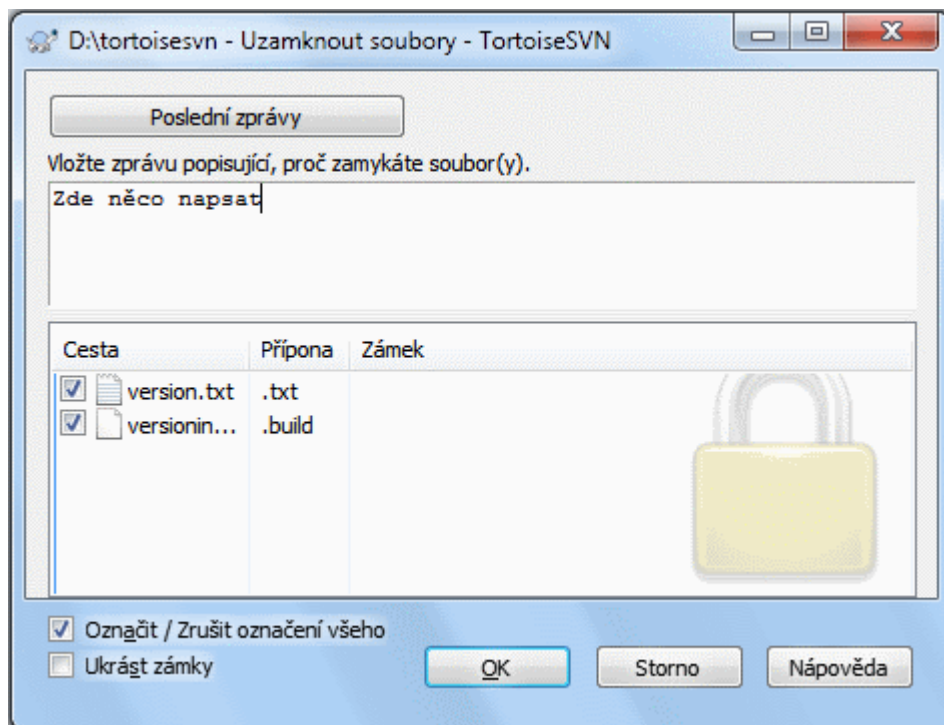 D:\tortoisesvn - Uzamknout soubory - TortoiseSVN
Poslední zprávy
Vložte zprávu popisující, proč zamykáte soubor(y).
Zde něco napsat
Cesta Přípona Zámek
version.txt .txt
versionin... .build
Označit / Zrušit označení všeho
Ukrást zámky
OK Storno Nápověda